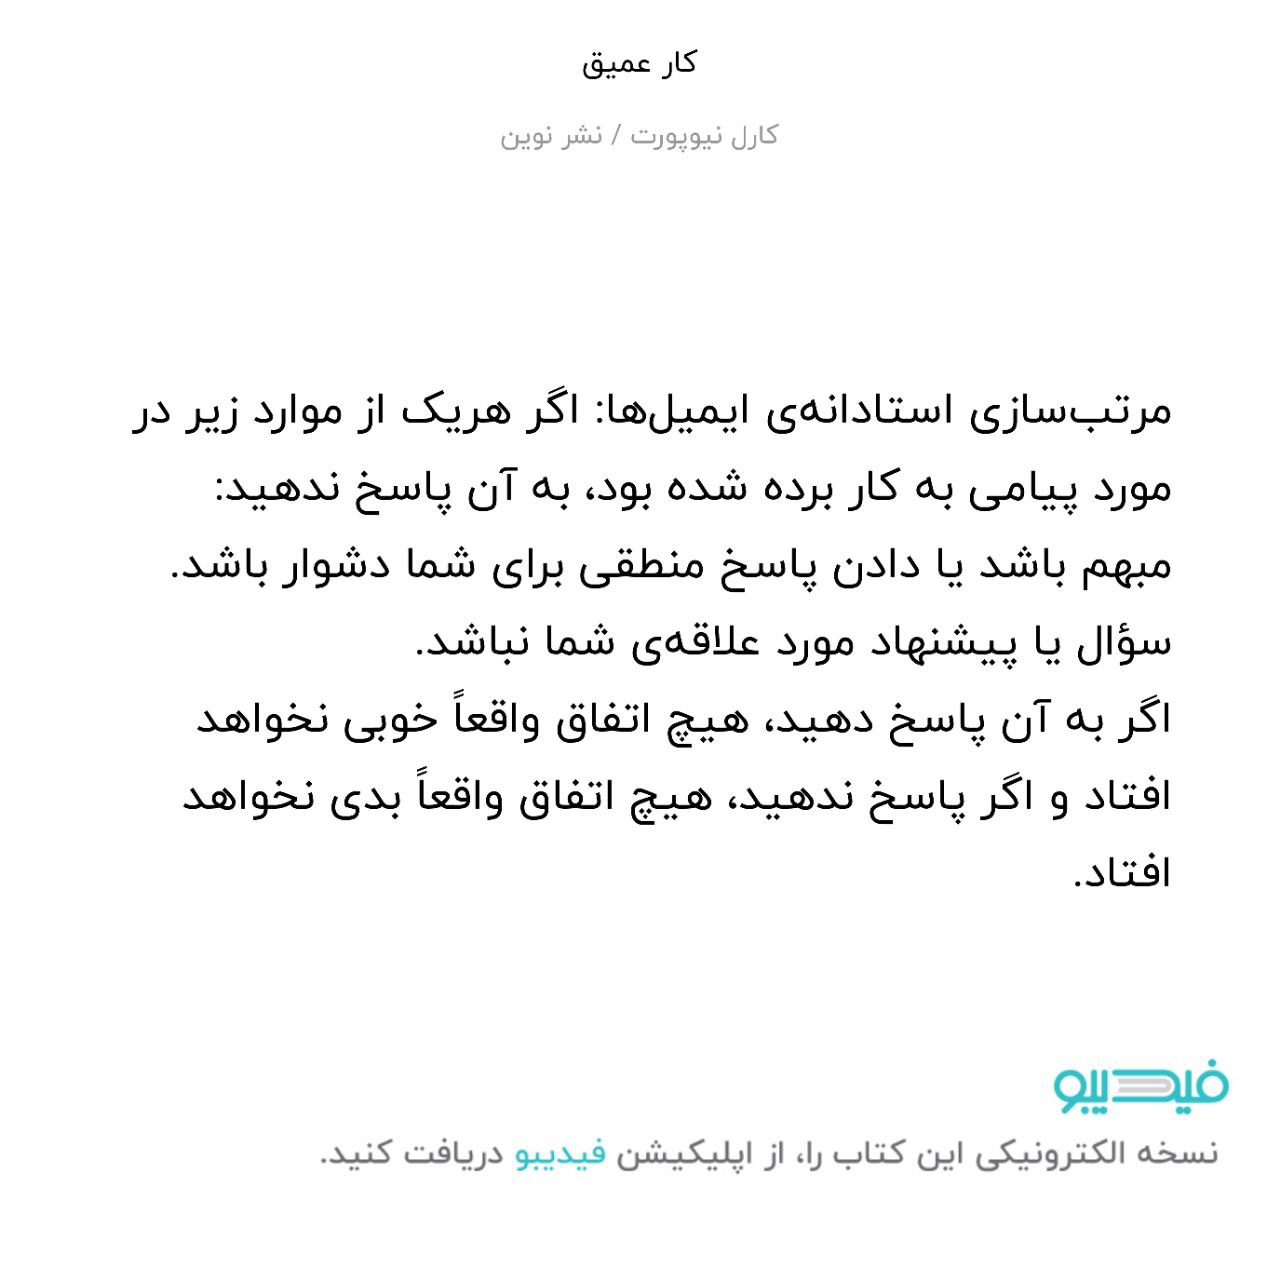 کار عمیق
کارل نیوپورت / نشر نوین
مرتب‌سازی استادانه‌ی ایمیل‌ها: اگر هریک از موارد زیر در
مورد پیامی به کار برده شده بود، به آن پاسخ ندهید:
مبهم باشد یا دادن پاسخ منطقی برای شما دشوار باشد.
سؤال یا پیشنهاد مورد علاقه‌ی شما نباشد.
اگر به آن پاسخ دهید، هیچ اتفاق واقعاً خوبی نخواهد
افتاد و اگر پاسخ ندهید، هیچ اتفاق واقعاً بدی نخواهد
افتاد.
فیدیبو
نسخه الکترونیکی این کتاب را، از اپلیکیشن فیدیبو دریافت کنید.